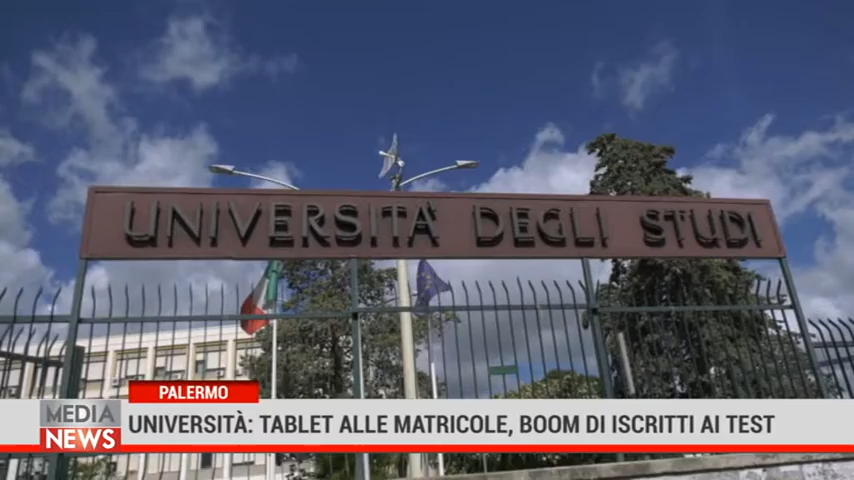 UNIVERSITÀ DEGLI STUDI
PALERMO
MEDIA
NEWS
UNIVERSITÀ: TABLET ALLE MATRICOLE, BOOM DI ISCRITTI AI TEST